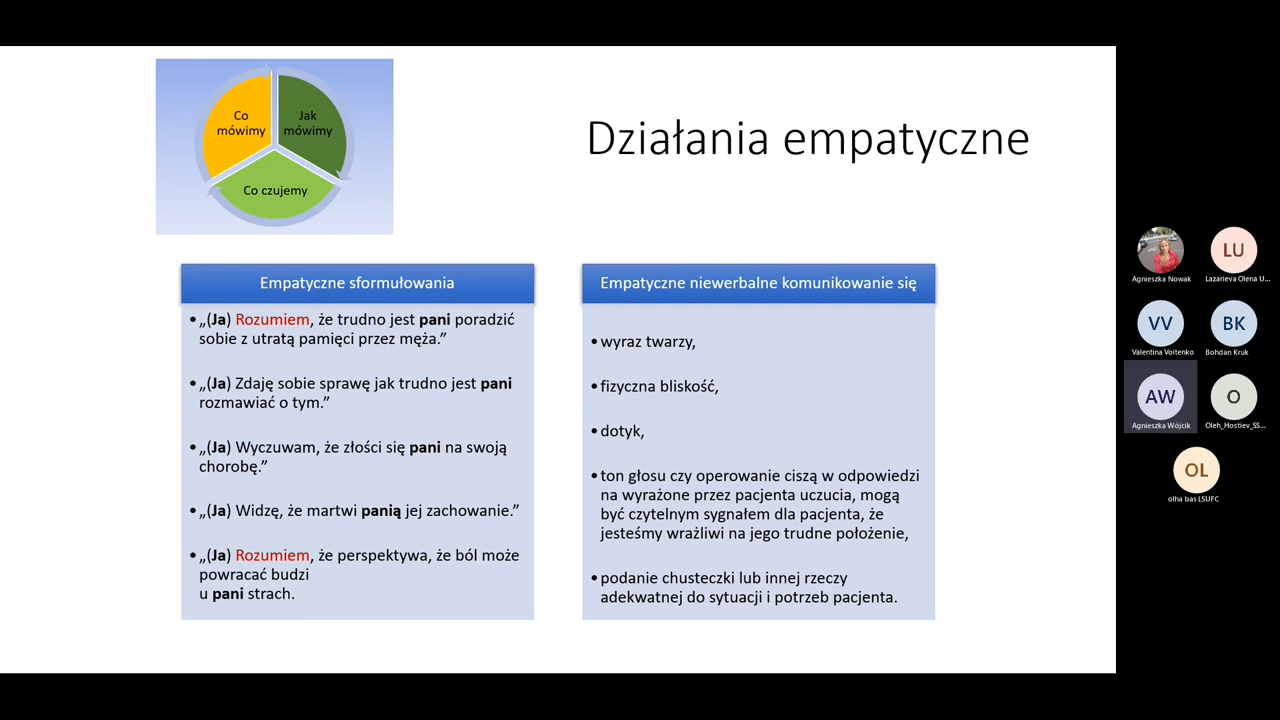 Co
mówimy
Jak
mówimy
Co czujemy
Działania empatyczne
Empatyczne sformułowania
•„(Ja) Rozumiem, że trudno jest pani poradzić
sobie z utratą pamięci przez męża.”
•„(Ja) Zdaję sobie sprawę jak trudno jest pani
rozmawiać o tym.”
•„(Ja) Wyczuwam, że złości się pani na swoją
chorobę.”
•„(Ja) Widzę, że martwi panią jej zachowanie.”
•„(Ja) Rozumiem, że perspektywa, że ból może
powracać budzi
u pani strach.
Empatyczne niewerbalne komunikowanie się
•wyraz twarzy,
•fizyczna bliskość,
•dotyk,
•ton głosu czy operowanie ciszą w odpowiedzi
na wyrażone przez pacjenta uczucia, mogą
być czytelnym sygnałem dla pacjenta, że
jesteśmy wrażliwi na jego trudne położenie,
•podanie chusteczki lub innej rzeczy
adekwatnej do sytuacji i potrzeb pacjenta.
Agnieszka Nowak
LU
Lazarieva Olena U...
VV
Valentina Voitenko
BK
Bohdan Kruk
AW
Agnieszka Wójcik
O
Oleh_Hostiev_SS...
OL
olha bas LSUFC